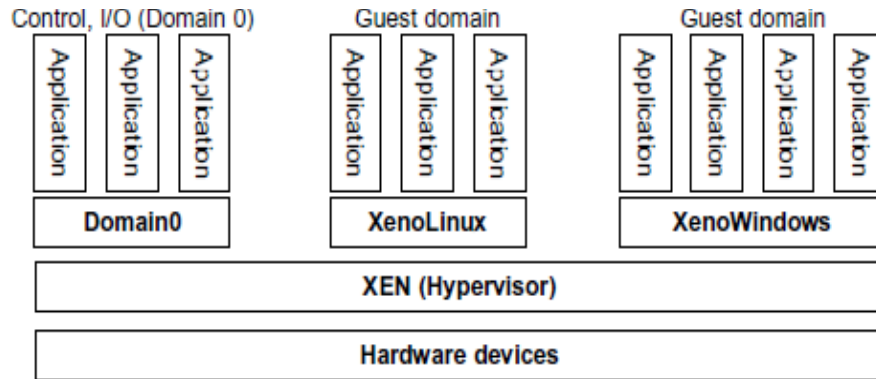 Control, I/O (Domain 0)
Guest domain
Guest domain
Application
Application
Application
Application
Application
Application
Application
Application
Application
Application
Domain0
XenoLinux
XenoWindows
XEN (Hypervisor)
Hardware devices